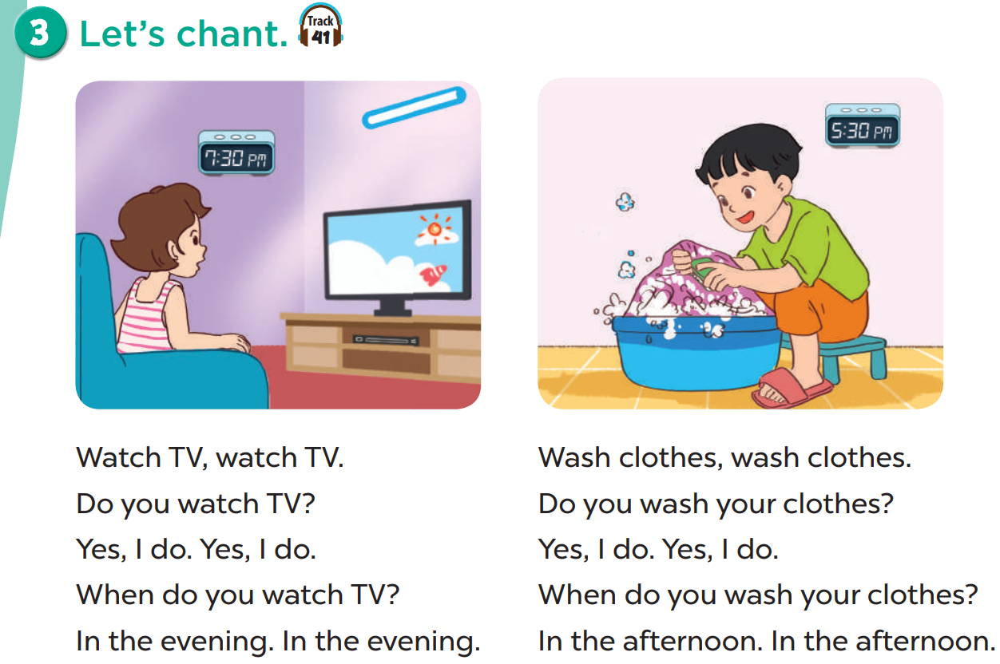 3 Let's chant. Track 41
7:30 PM
5:30 PM
Watch TV, watch TV.
Do you watch TV?
Yes, I do. Yes, I do.
When do you watch TV?
In the evening. In the evening.
Wash clothes, wash clothes.
Do you wash your clothes?
Yes, I do. Yes, I do.
When do you wash your clothes?
In the afternoon. In the afternoon.